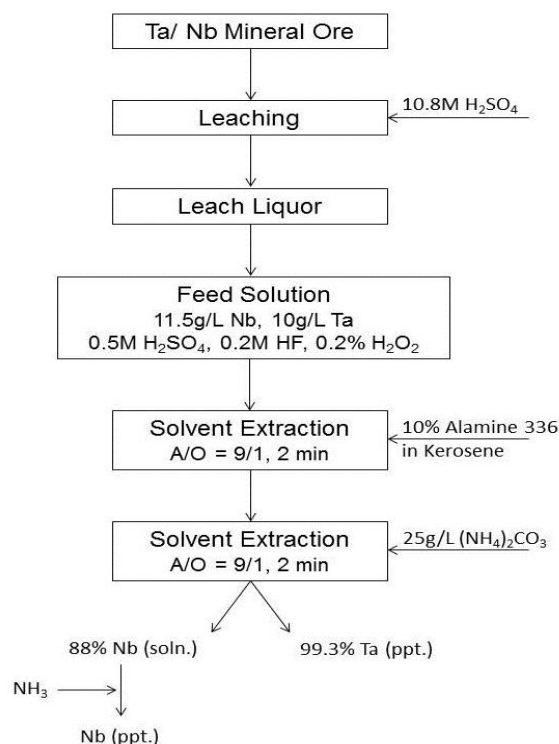 Ta/ Nb Mineral Ore
10.8M H₂SO₄
Leaching
Leach Liquor
Feed Solution
11.5g/L Nb, 10g/L Ta
0.5M H₂SO₄, 0.2M HF, 0.2% H₂O₂
Solvent Extraction
A/O = 9/1, 2 min
10% Alamine 336
in Kerosene
Solvent Extraction
A/O = 9/1, 2 min
25g/L (NH₄)₂CO₃
88% Nb (soln.)
99.3% Ta (ppt.)
NH₃
Nb (ppt.)